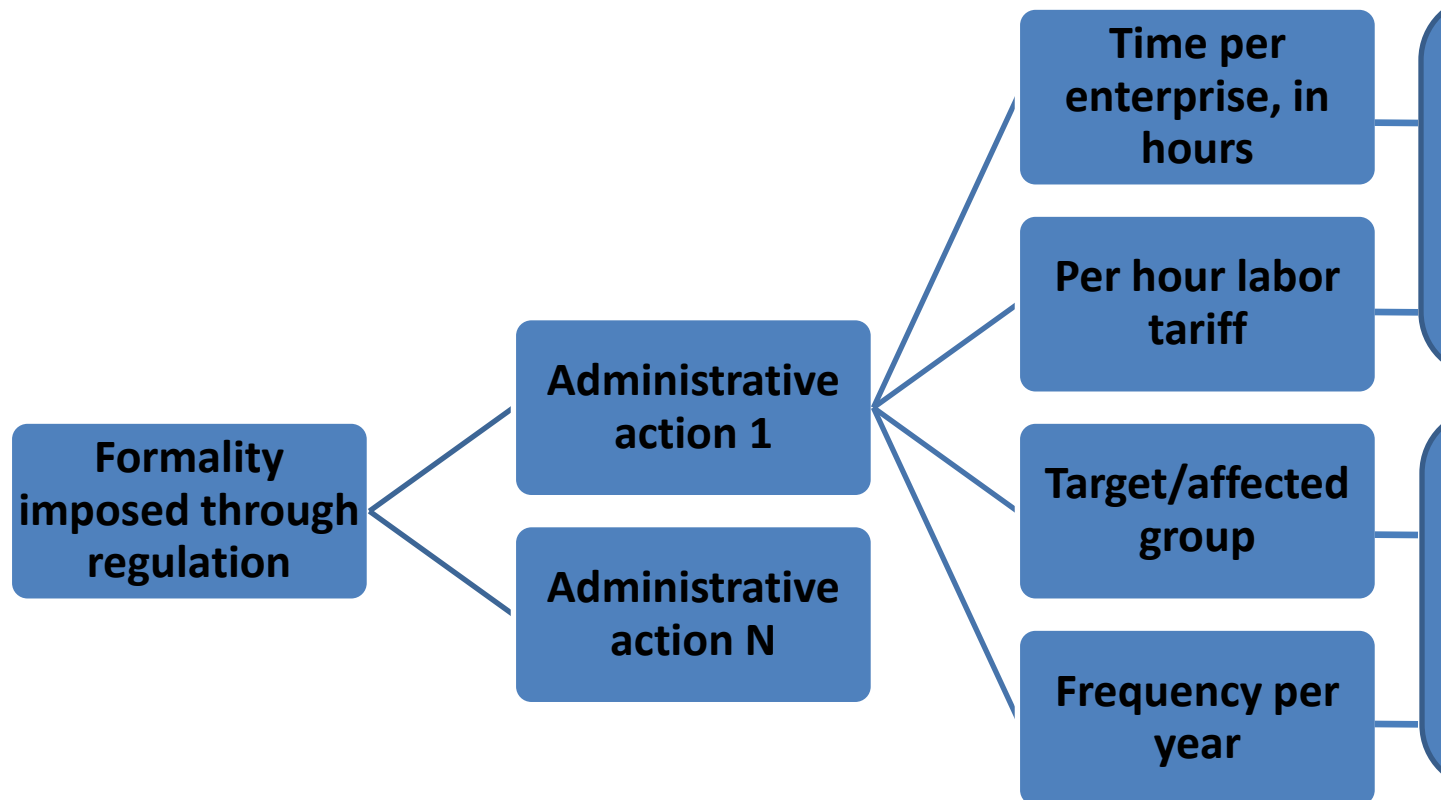 Formality
imposed through
regulation
Administrative
action 1
Administrative
action N
Time per
enterprise, in
hours
Per hour labor
tariff
Target/affected
group
Frequency per
year